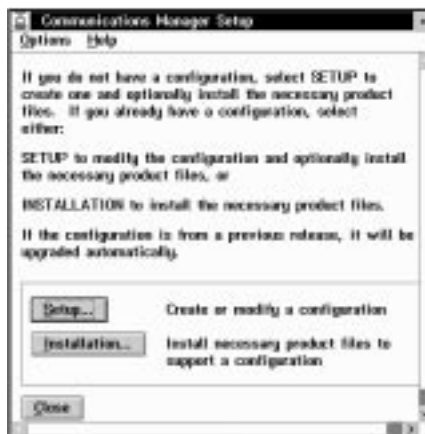 Communications Manager Setup
Options Help
If you do not have a configuration, select SETUP to
create one and optionally install the necessary product
files. If you already have a configuration, select
either:
SETUP to modify the configuration and optionally install
the necessary product files, or
INSTALLATION to install the necessary product files.
If the configuration is from a previous release, it will be
upgraded automatically.
Setup... Create or modify a configuration
Installation... Install necessary product files to
support a configuration
Close